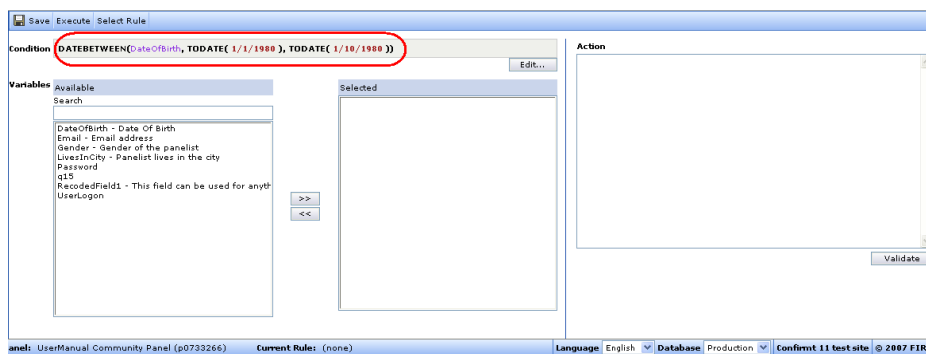 Save Execute Select Rule
Condition DATEBETWEEN(DateOfBirth, TODATE( 1/1/1980 ), TODATE( 1/10/1980 ))
Edit...
Action
Variables Available
Selected
Search
DateOfBirth - Date Of Birth
Email - Email address
Gender - Gender of the panelist
LivesInCity - Panelist lives in the city
Password
q15
RecodedField1 - This field can be used for anyth
UserLogon
>>
<<
Validate
anel: UserManual Community Panel (p0733266) Current Rule: (none) Language English Database Production Confirmt 11 test site © 2007 FIR